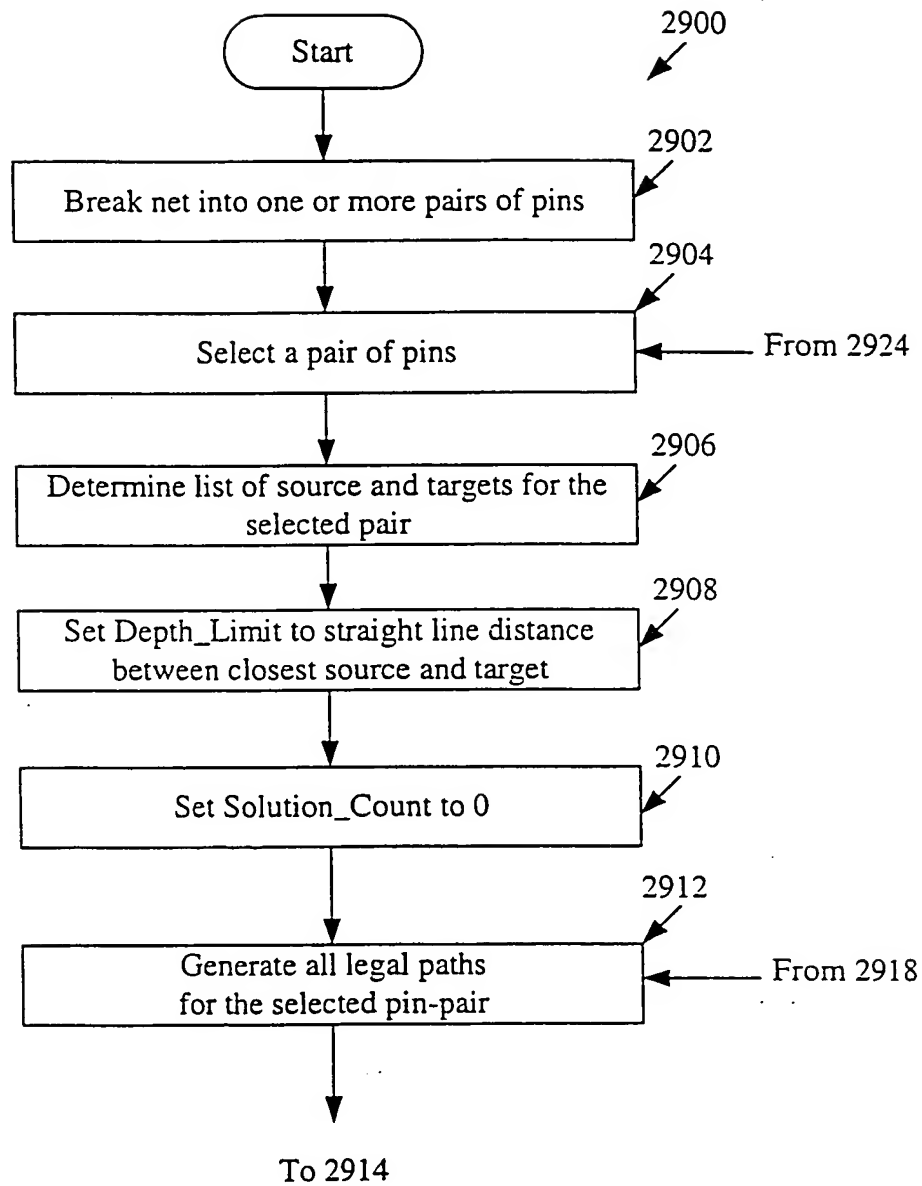 2900
Start
2902
Break net into one or more pairs of pins
2904
Select a pair of pins
From 2924
2906
Determine list of source and targets for the
selected pair
2908
Set Depth_Limit to straight line distance
between closest source and target
2910
Set Solution_Count to 0
2912
Generate all legal paths
for the selected pin-pair
From 2918
To 2914